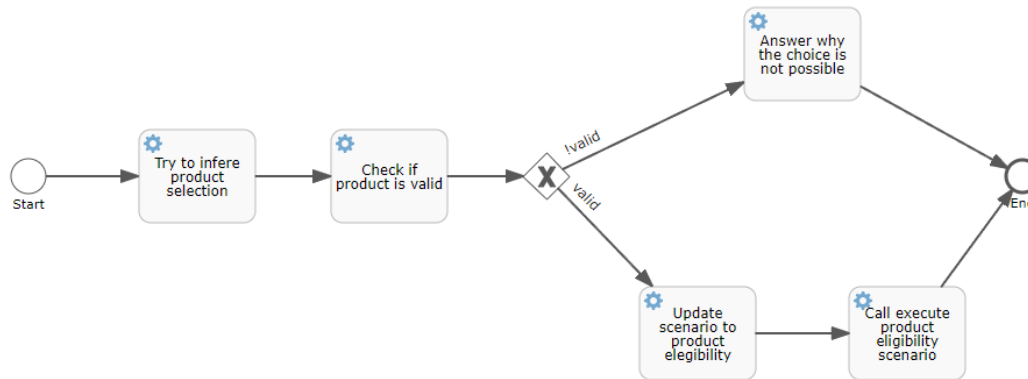 Start
Try to infere
product
selection
Check if
product is valid
!valid
valid
Answer why
the choice is
not possible
Update
scenario to
product
elegibility
Call execute
product
eligibility
scenario
End